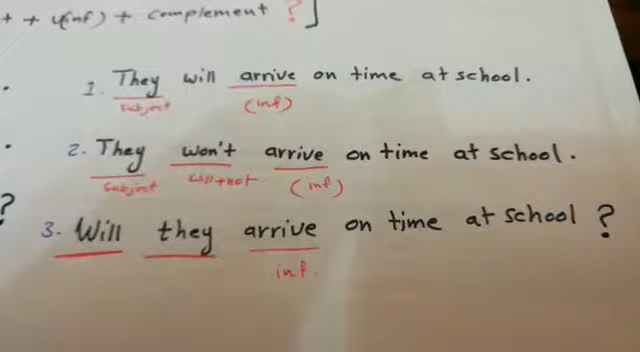 + v(inf) + complement ? ]
1. They will arrive on time at school.
subject (inf)
2. They won't arrive on time at school.
subject will+not (inf)
?
3. Will they arrive on time at school ?
inf.